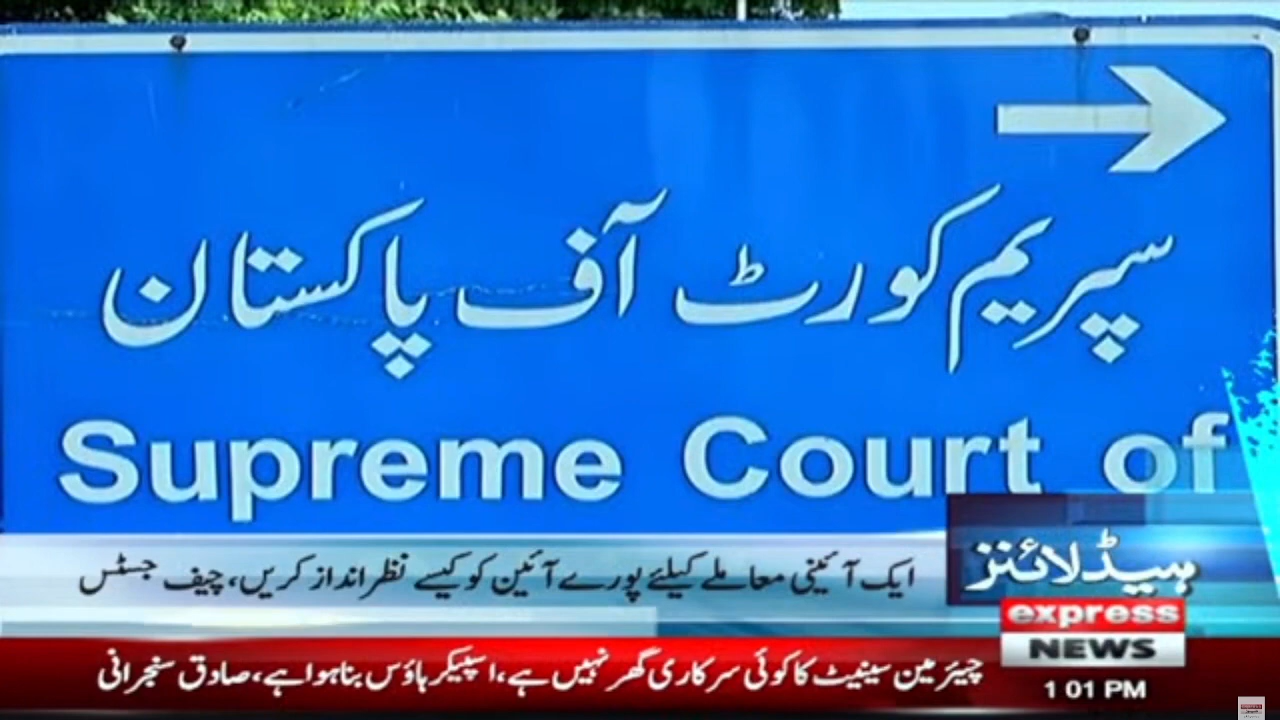 سپریم کورٹ آف پاکستان
Supreme Court of
ہیڈلائنز
ایک آئینی معاملے کیلئے پورے آئین کو کیسے نظر انداز کریں، چیف جسٹس
express
NEWS
چیئرمین سینیٹ کا کوئی سرکاری گھر نہیں ہے، اسپیکر ہاؤس بنا ہوا ہے، صادق سنجرانی
1 01 PM